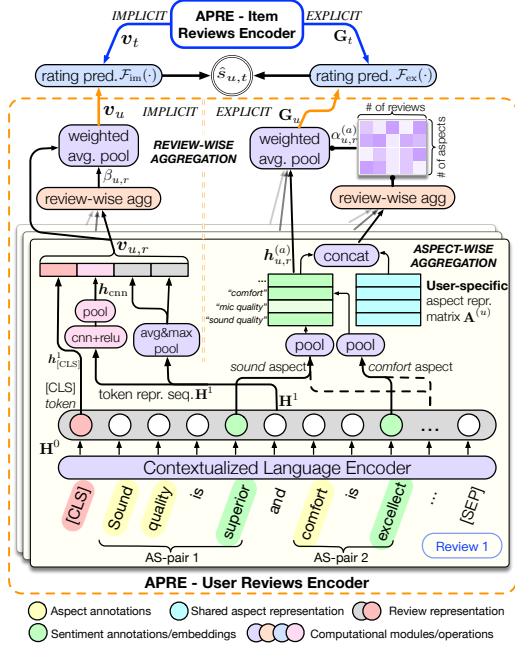 IMPLICIT
APRE - Item
Reviews Encoder
EXPLICIT
v_t
G_t
rating pred. F_im(·)
ŝ_{u,t}
rating pred. F_ex(·)
v_u
IMPLICIT
EXPLICIT
G_u
# of reviews
weighted
avg. pool
REVIEW-WISE
AGGREGATION
weighted
avg. pool
α_{u,r}^{(a)}
# of aspects
β_{u,r}
review-wise agg
review-wise agg
v_{u,r}
h_{u,r}^{(a)}
concat
ASPECT-WISE
AGGREGATION
h_cnn
...
"comfort"
"mic quality"
"sound quality"
User-specific
aspect repr.
matrix A^{(u)}
pool
cnn+relu
avg&max
pool
pool
pool
h^1_{[CLS]}
sound aspect
comfort aspect
[CLS]
token
token repr. seq. H^1
H^1
...
H^0
Contextualized Language Encoder
[CLS]
Sound
quality
is
superior
and
comfort
is
excellect
...
[SEP]
AS-pair 1
AS-pair 2
Review 1
APRE - User Reviews Encoder
Aspect annotations
Shared aspect representation
Review representation
Sentiment annotations/embeddings
Computational modules/operations